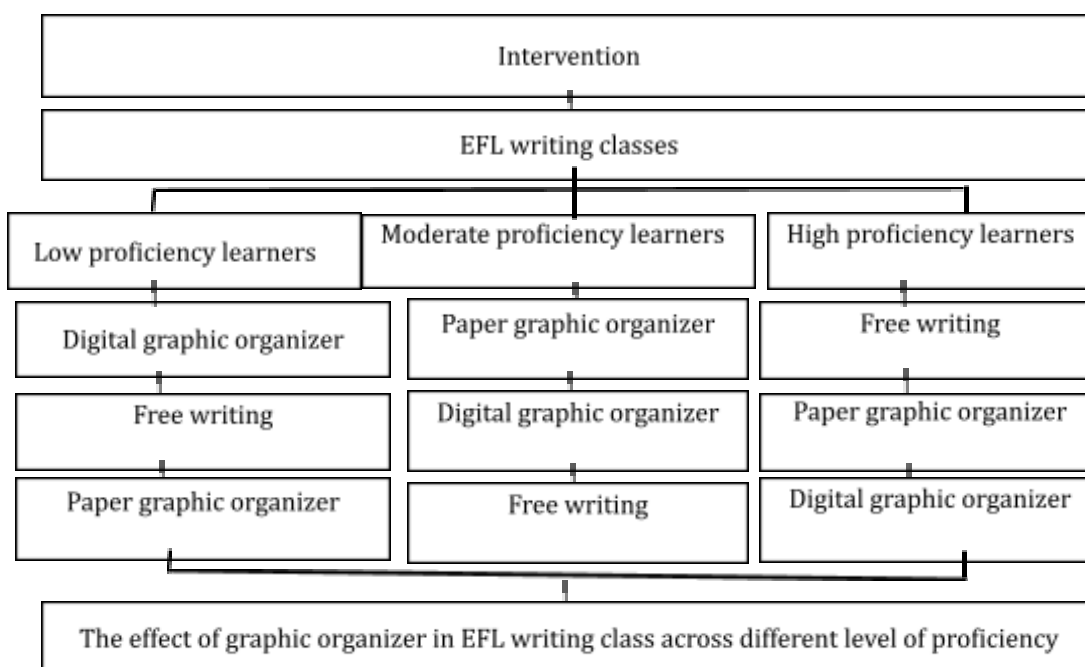 Intervention
EFL writing classes
Low proficiency learners
Moderate proficiency learners
High proficiency learners
Digital graphic organizer
Paper graphic organizer
Free writing
Free writing
Digital graphic organizer
Paper graphic organizer
Paper graphic organizer
Free writing
Digital graphic organizer
The effect of graphic organizer in EFL writing class across different level of proficiency